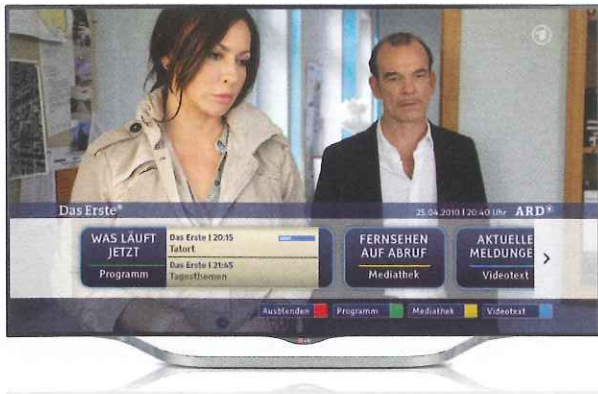 Das Erste
25.04.2010 | 20:40 Uhr ARD
WAS LÄUFT
JETZT
Programm
Das Erste | 20:15
Tatort
Das Erste | 21:45
Tagesthemen
FERNSEHEN
AUF ABRUF
Mediathek
AKTUELLE
MELDUNGE
Videotext
Ausblenden
Programm
Mediathek
Videotext